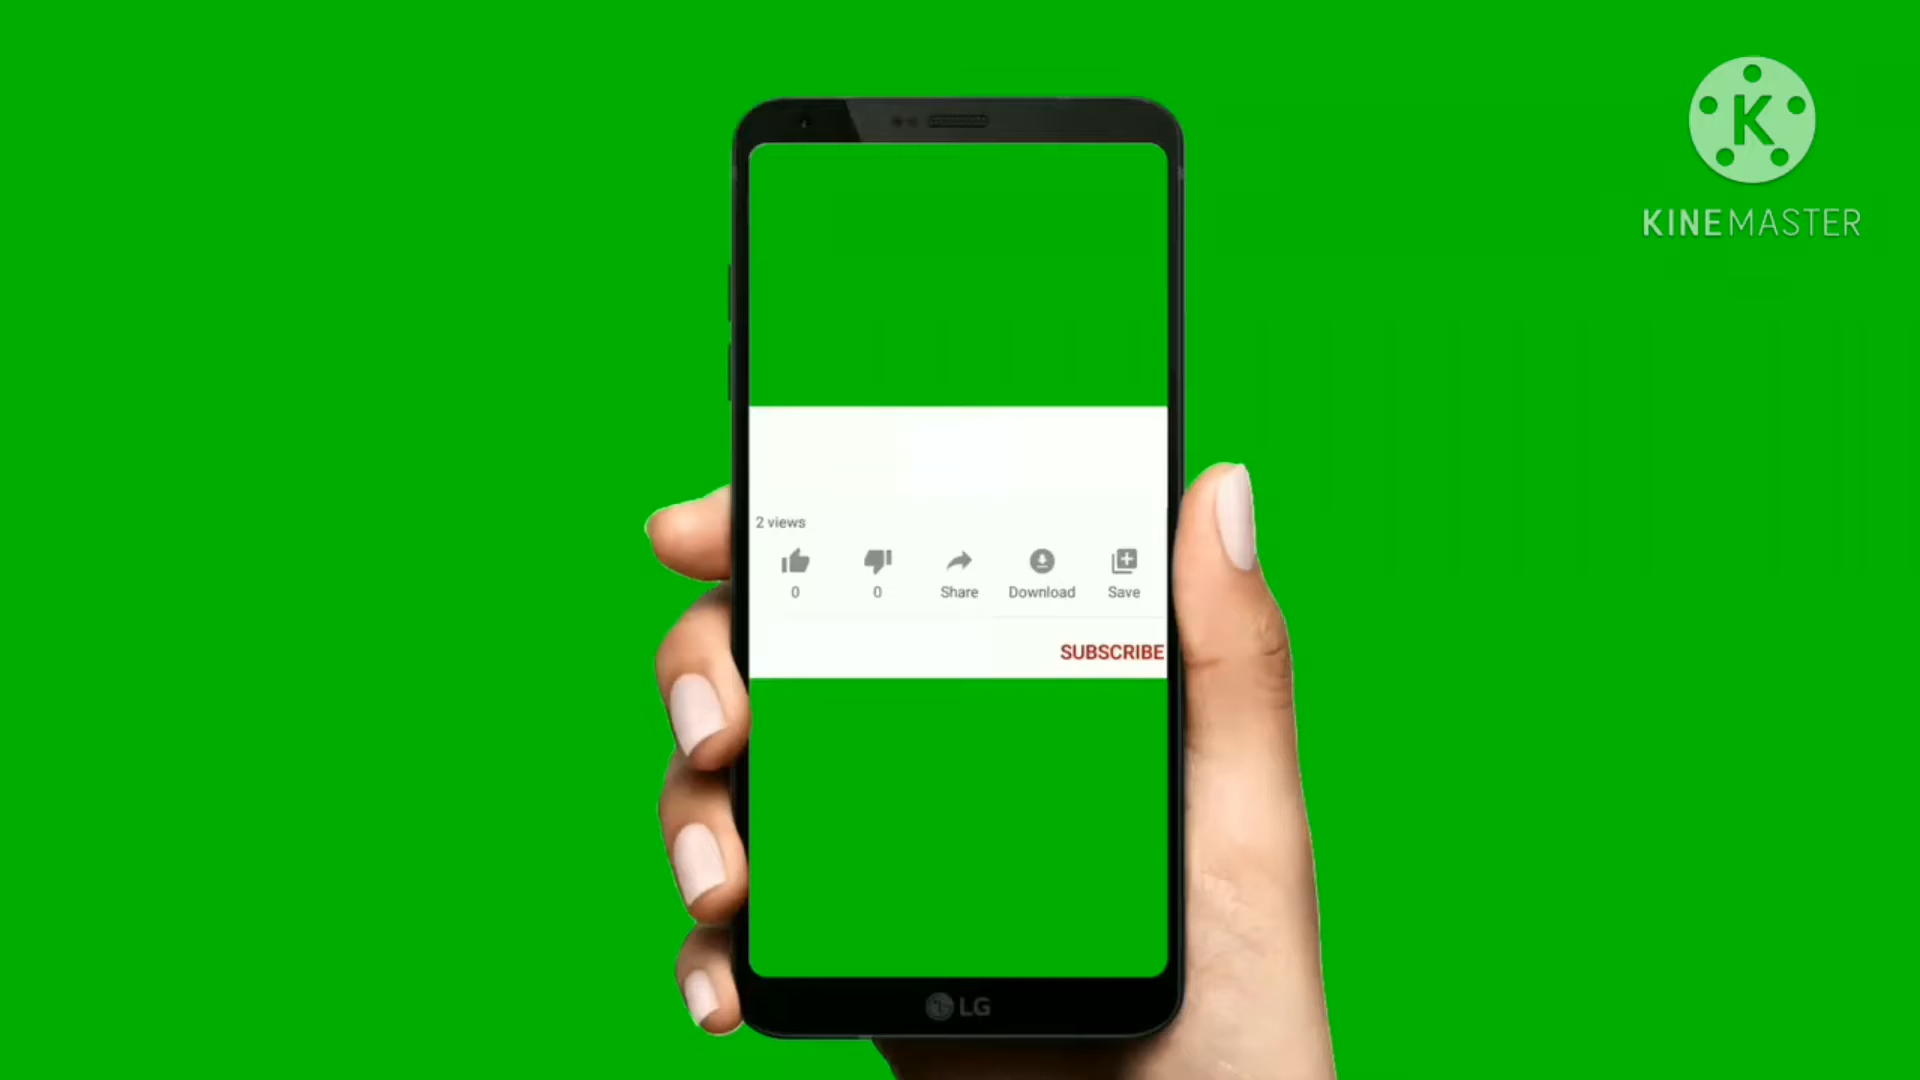 K
KINEMASTER
2 views
0 0 Share Download Save
SUBSCRIBE
LG